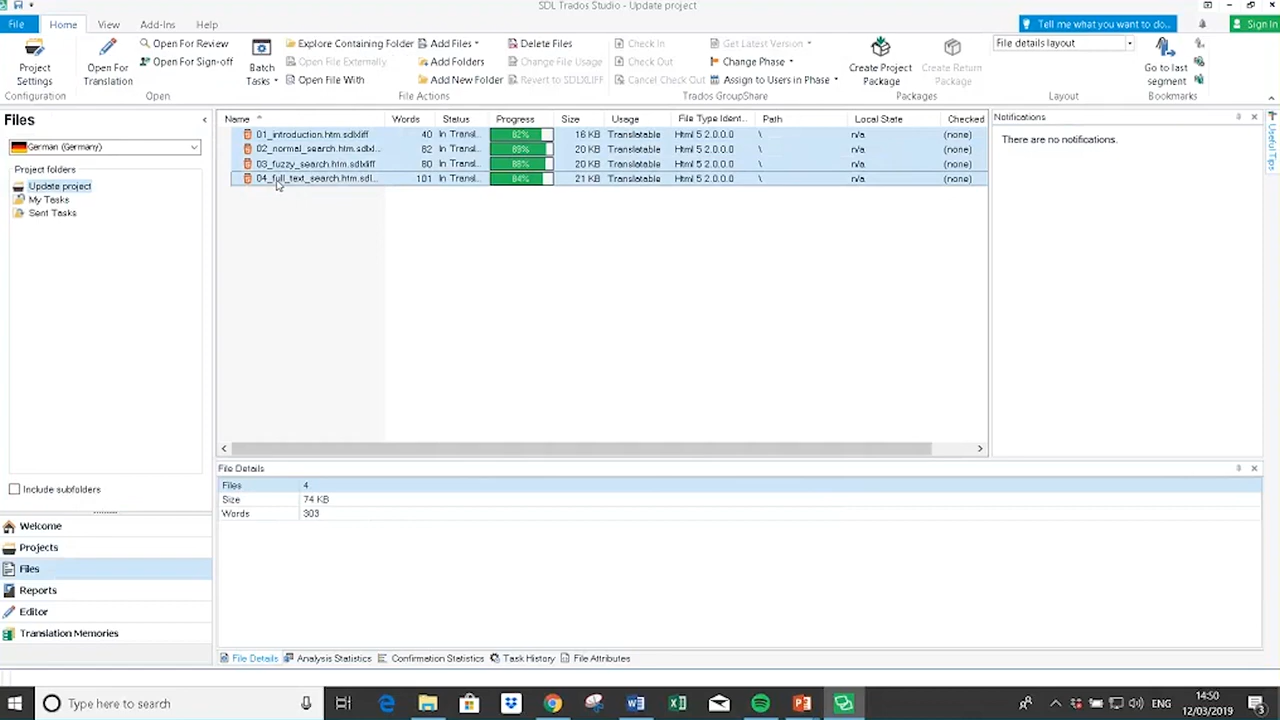 SDL Trados Studio - Update project
File
Home
View
Add-Ins
Help
Tell me what you want to do...
Sign In
Project Settings
Configuration
Open For Translation
Open For Review
Open For Sign-off
Open
Batch Tasks
Explore Containing Folder
Open File Externally
Open File With
Add Files
Add Folders
Add New Folder
Delete Files
Change File Usage
Revert to SDLXLIFF
File Actions
Check In
Check Out
Cancel Check Out
Get Latest Version
Change Phase
Assign to Users in Phase
Trados GroupShare
Create Project Package
Create Return Package
Packages
File details layout
Layout
Go to last segment
Bookmarks
Files
German (Germany)
Project folders
Update project
My Tasks
Sent Tasks
Include subfolders
Welcome
Projects
Files
Reports
Editor
Translation Memories
Name Words Status Progress Size Usage File Type Ident... Path Local State Checked
01_introduction.htm.sdlxliff 40 In Transl... 82% 16 KB Translatable Html 5 2.0.0.0 \ n/a (none)
02_normal_search.htm.sdlxl... 82 In Transl... 89% 20 KB Translatable Html 5 2.0.0.0 \ n/a (none)
03_fuzzy_search.htm.sdlxliff 80 In Transl... 88% 20 KB Translatable Html 5 2.0.0.0 \ n/a (none)
04_full_text_search.htm.sdl... 101 In Transl... 84% 21 KB Translatable Html 5 2.0.0.0 \ n/a (none)
Notifications
There are no notifications.
Useful Tips
File Details
Files 4
Size 74 KB
Words 303
File Details
Analysis Statistics
Confirmation Statistics
Task History
File Attributes
Type here to search
ENG
14:50
12/03/2019
3